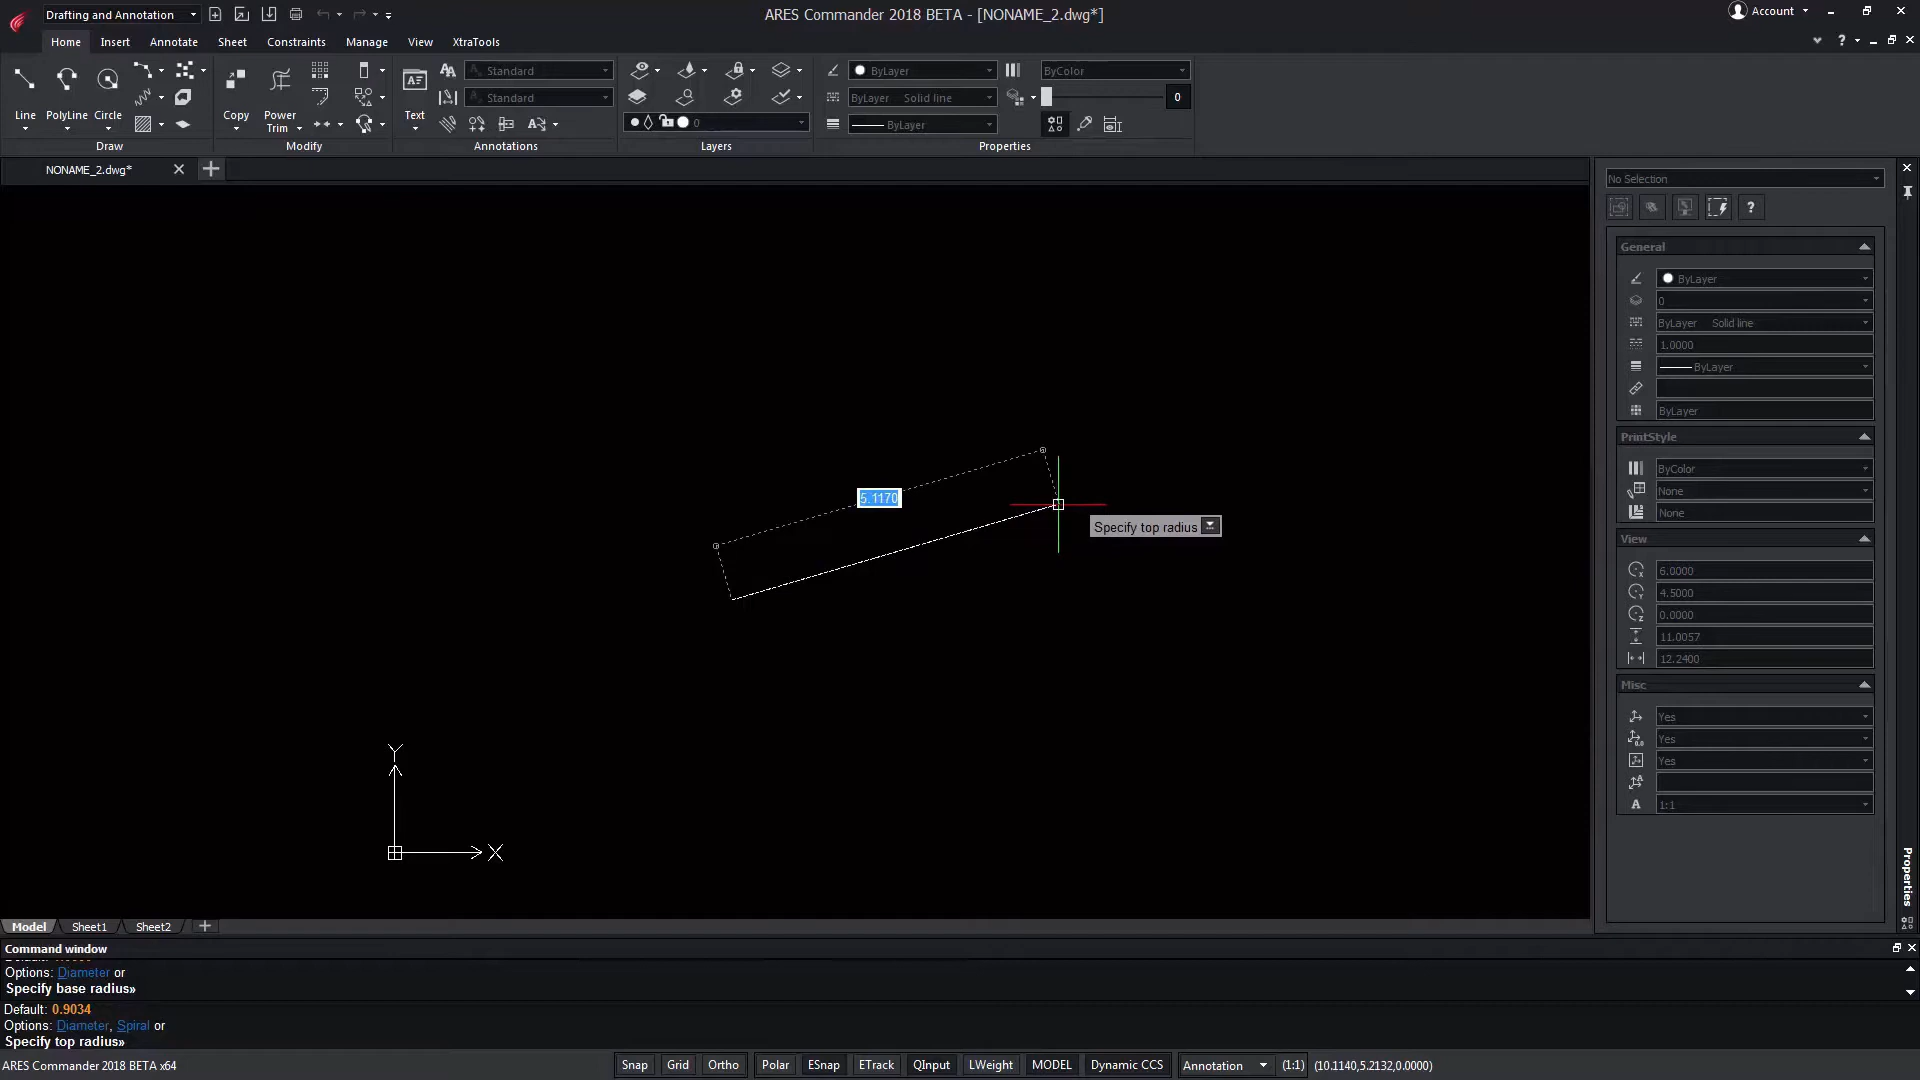 Drafting and Annotation
ARES Commander 2018 BETA - [NONAME_2.dwg*]
Account
Home Insert Annotate Sheet Constraints Manage View XtraTools
?
Line PolyLine Circle
Draw
Copy Power Trim
Modify
Text
Standard
Standard
Annotations
0
Layers
ByLayer
ByLayer Solid line
ByLayer
ByColor
0
Properties
NONAME_2.dwg*
5.1170
Specify top radius
Y
X
No Selection
?
General
ByLayer
0
ByLayer Solid line
1.0000
ByLayer
ByLayer
PrintStyle
ByColor
None
None
View
6.0000
4.5000
0.0000
11.0057
12.2400
Misc
Yes
Yes
Yes
1:1
Properties
Model Sheet1 Sheet2
Command window
Options: Diameter or
Specify base radius»
Default: 0.9034
Options: Diameter, Spiral or
Specify top radius»
ARES Commander 2018 BETA x64
Snap Grid Ortho Polar ESnap ETrack QInput LWeight MODEL Dynamic CCS Annotation (1:1) (10.1140,5.2132,0.0000)